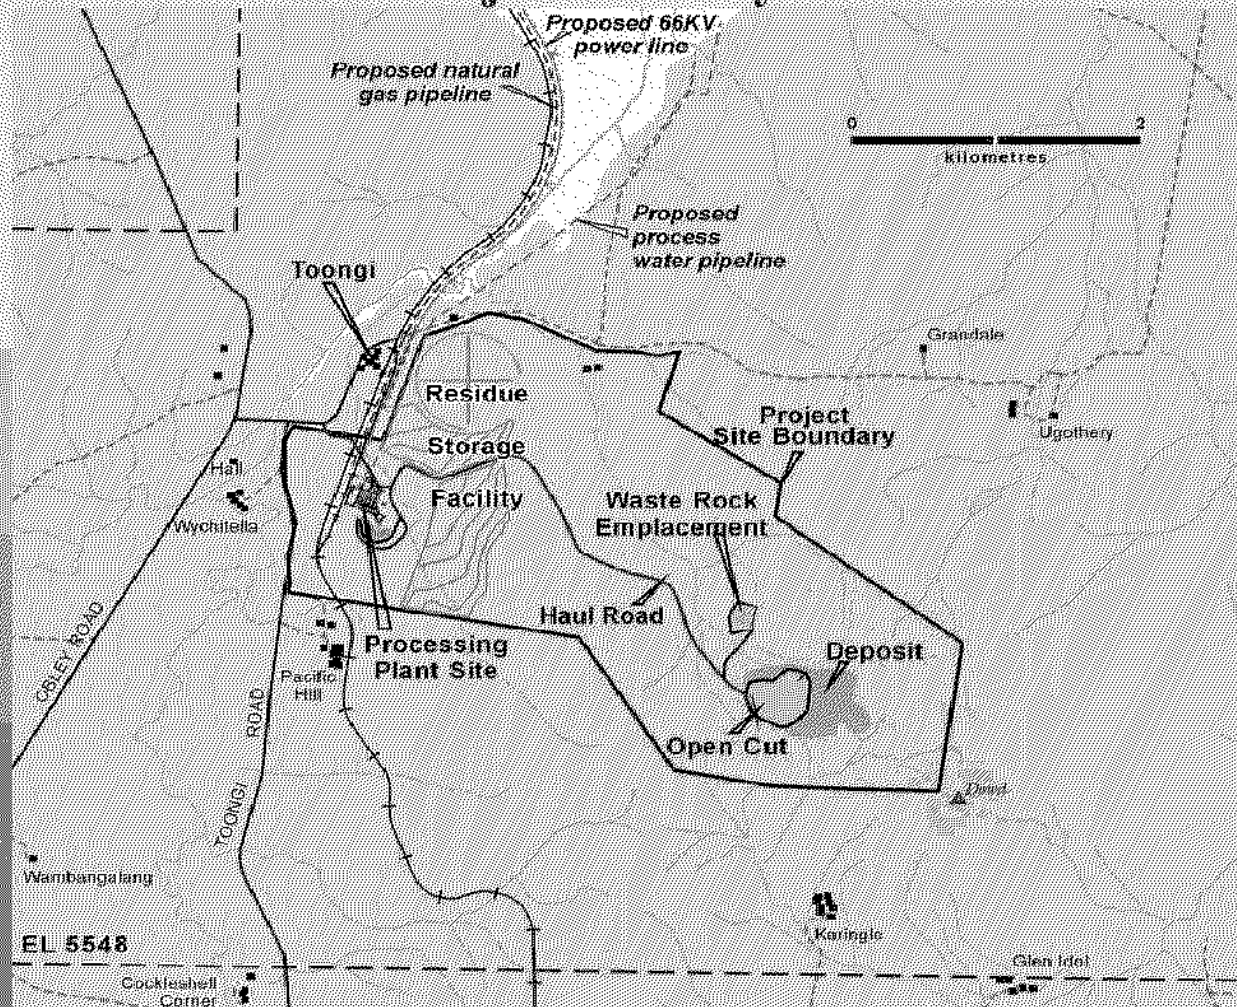 Proposed 66KV
power line
Proposed natural
gas pipeline
0 2
kilometres
Proposed
process
water pipeline
Toongi
Grandale
Residue
Project
Site Boundary
Ugothery
Storage
Hall
Facility
Waste Rock
Emplacement
Wychitella
Haul Road
OBLEY ROAD
Processing
Plant Site
Deposit
Pacific
Hill
TOONGI ROAD
Open Cut
Dowd
Wambangalang
Karingle
EL 5548
Glen Idol
Cockleshell
Corner